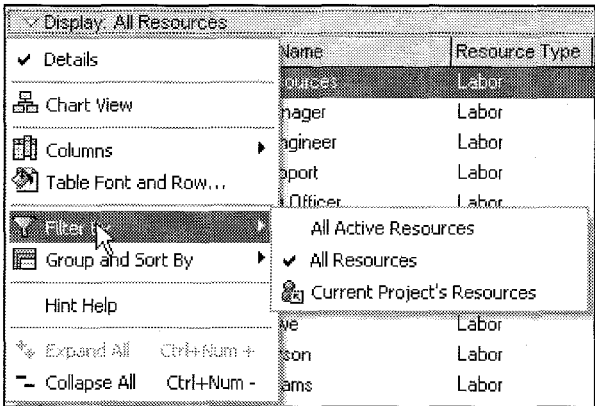 Display: All Resources
Name Resource Type
Details
Labor
Chart View
nager Labor
ngineer Labor
Columns
pport Labor
Table Font and Row...
Officer Labor
Filter By
All Active Resources
Group and Sort By
All Resources
Hint Help
Current Project's Resources
we Labor
Expand All Ctrl+Num +
son Labor
Collapse All Ctrl+Num -
ams Labor